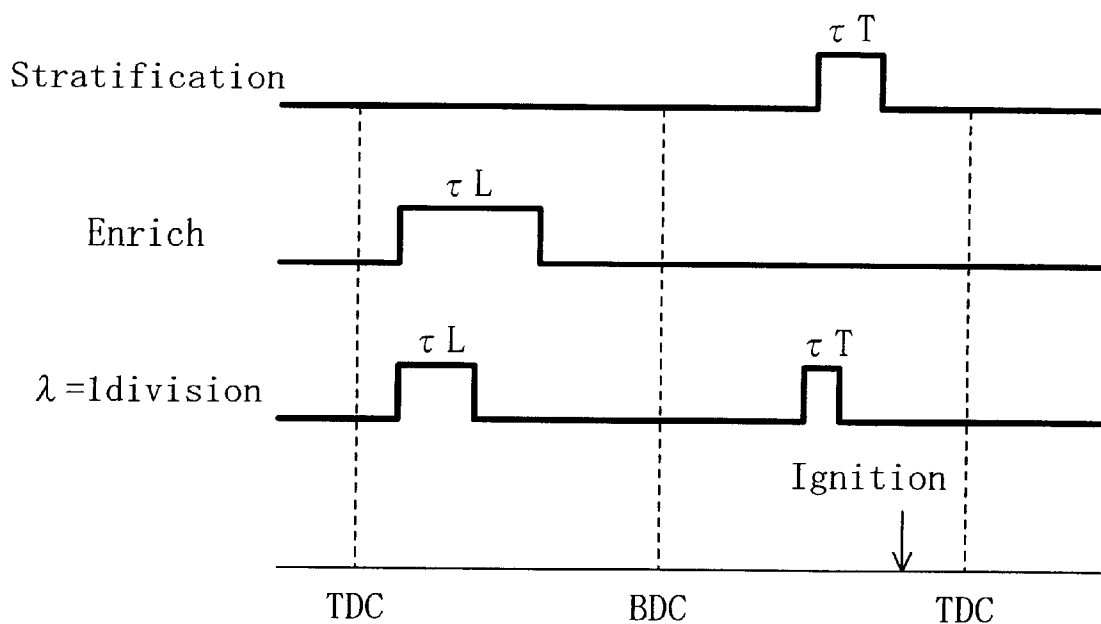 τ T
Stratification
τ L
Enrich
τ L
τ T
λ=1division
Ignition
TDC BDC TDC